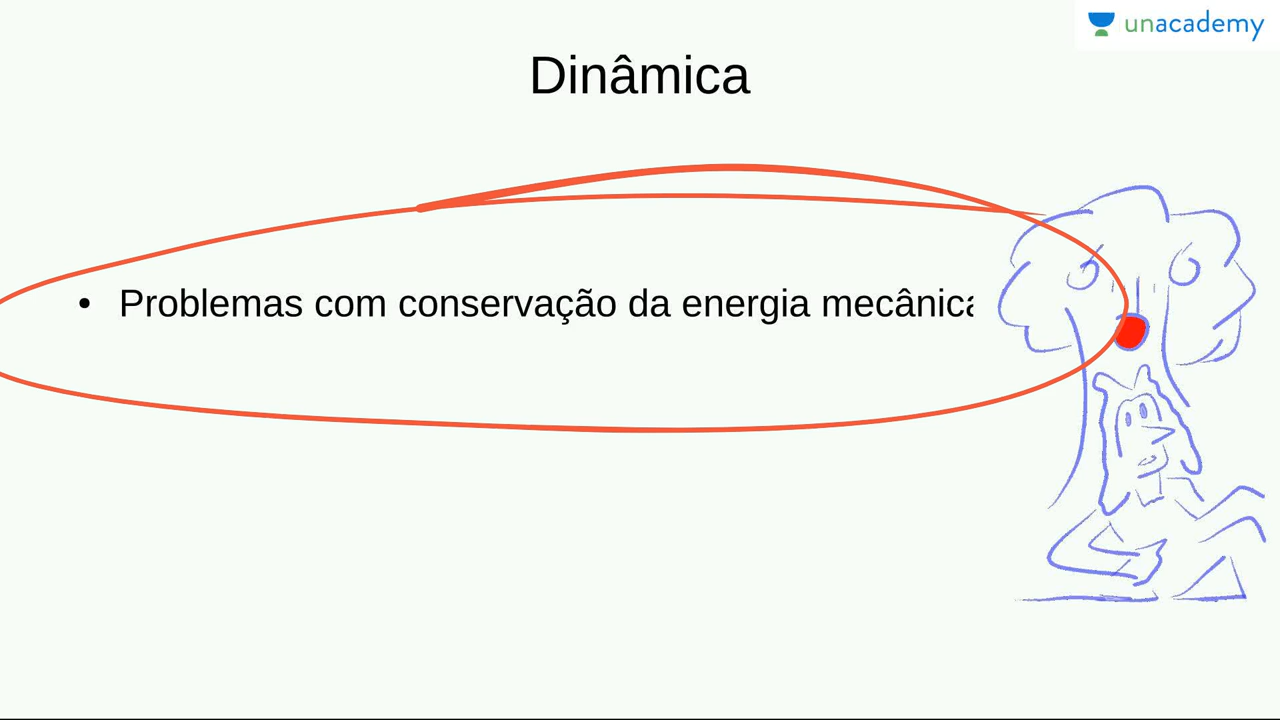 unacademy
Dinâmica
• Problemas com conservação da energia mecânica